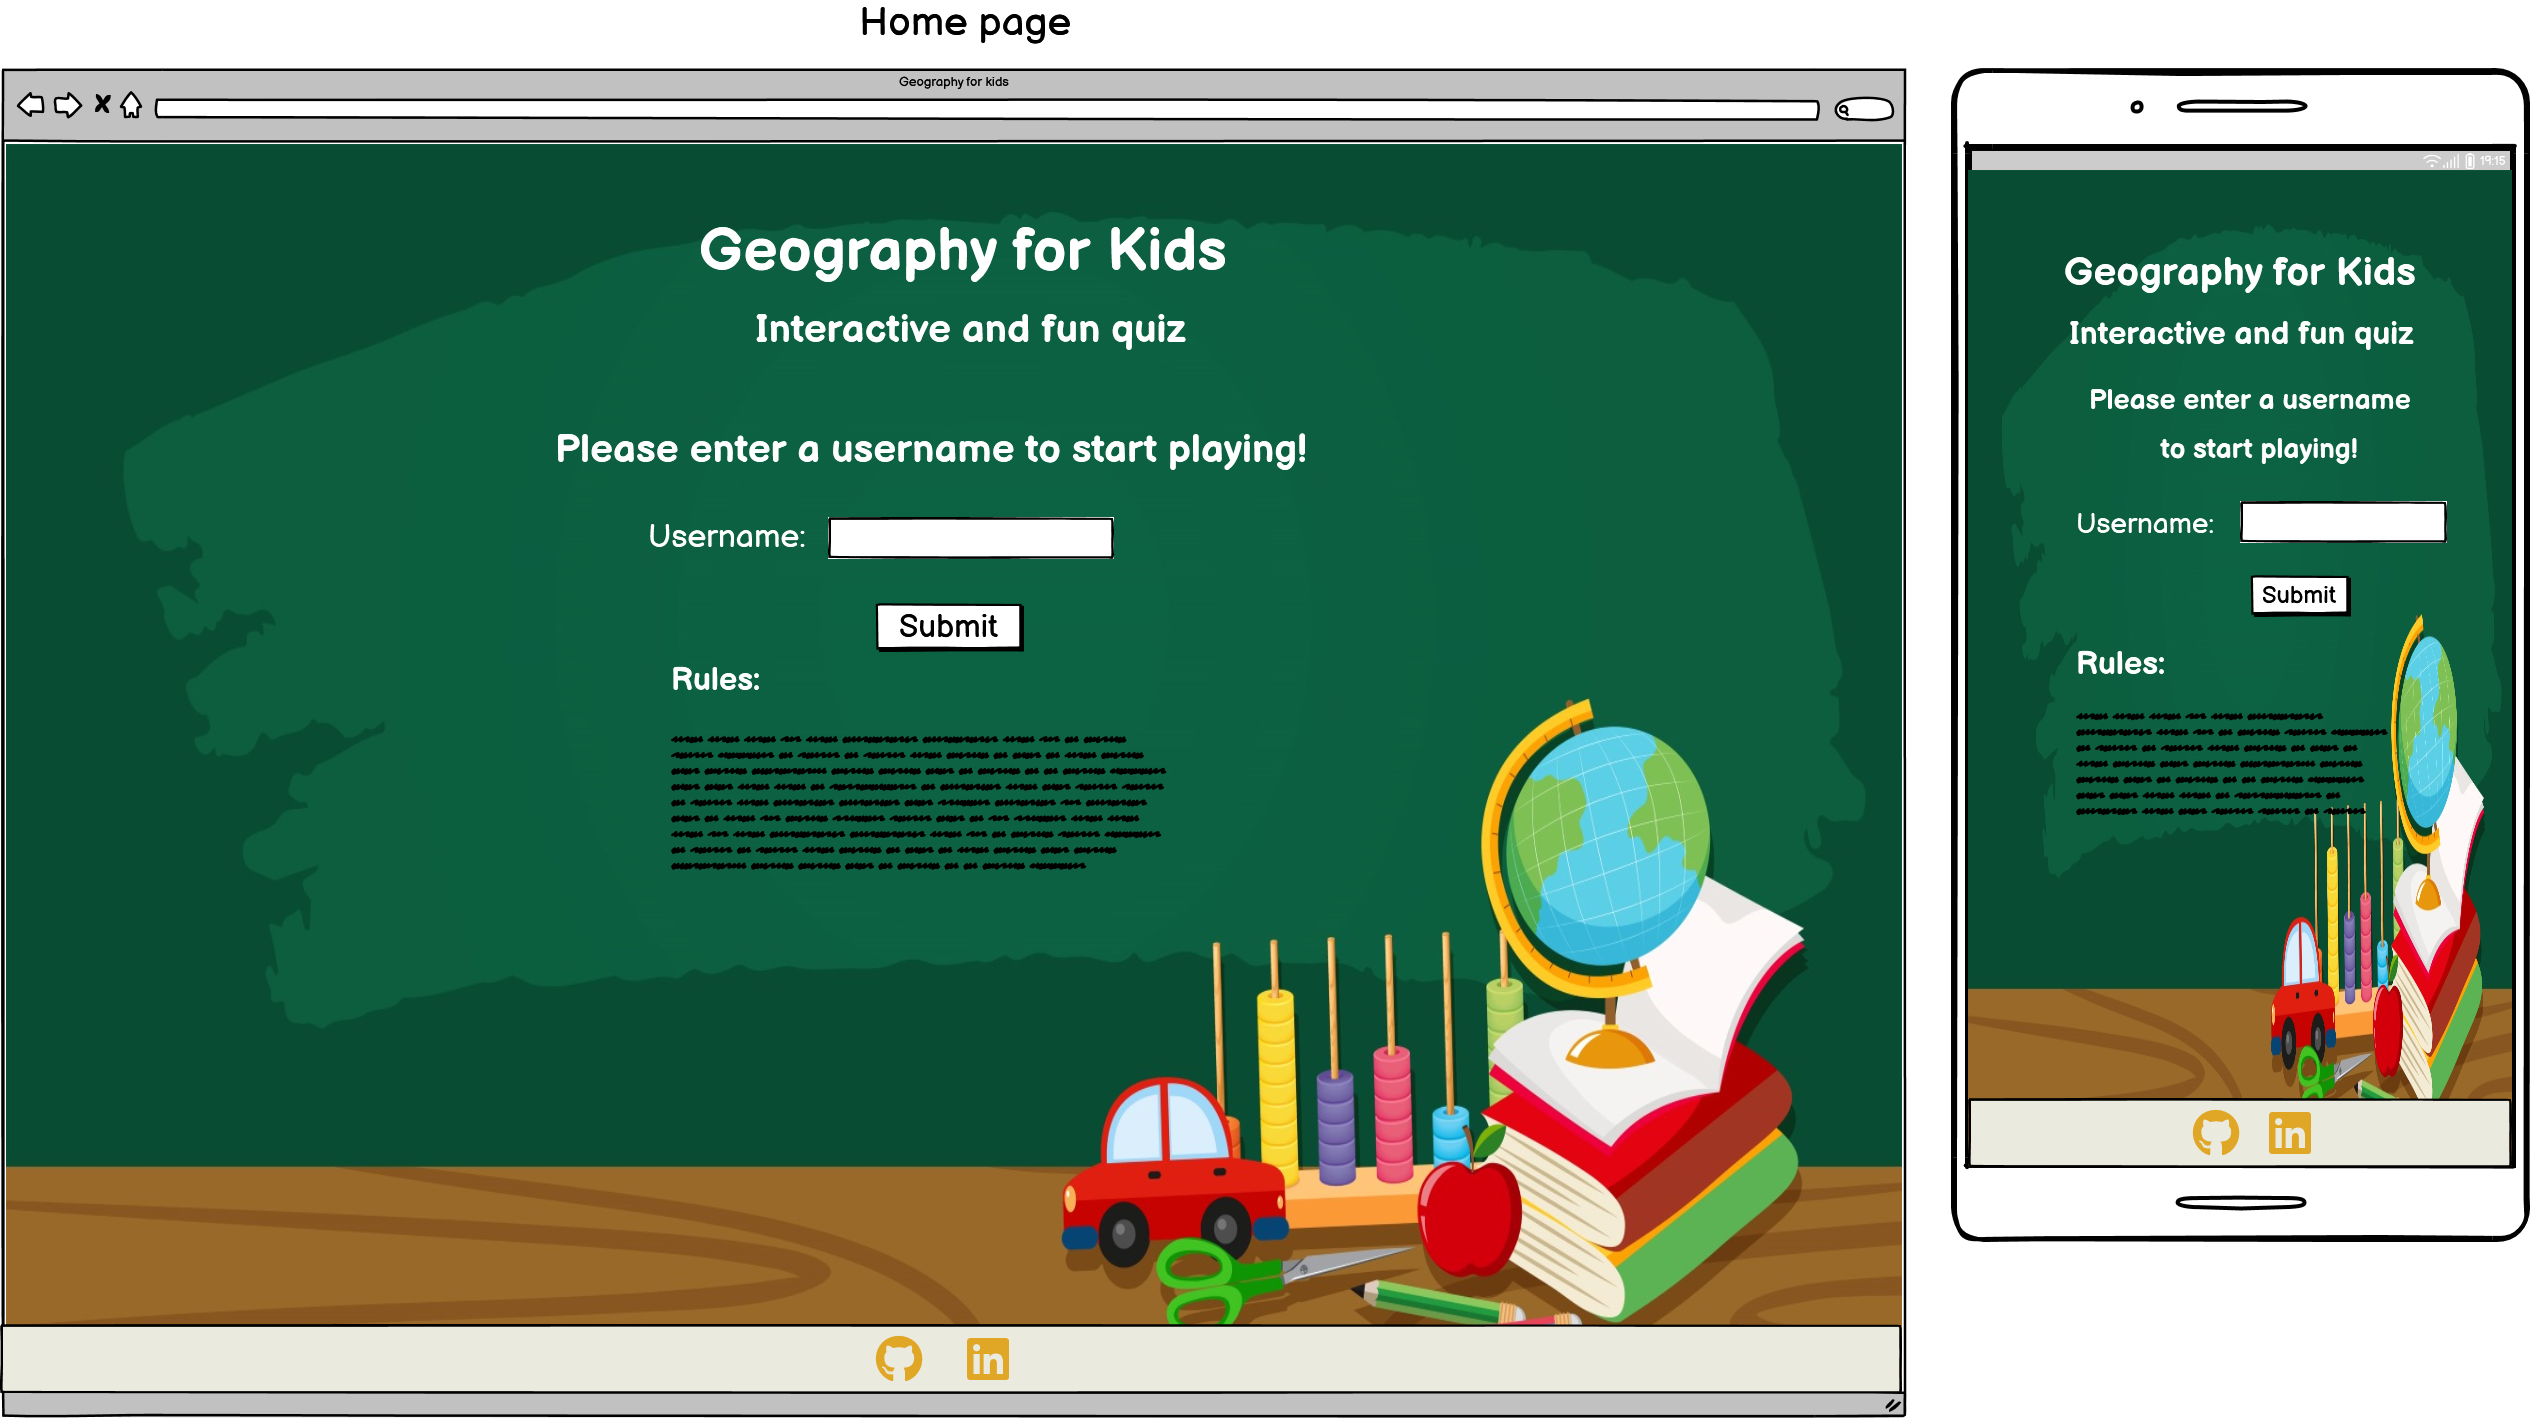 Home page
Geography for kids
Geography for Kids
Interactive and fun quiz
Please enter a username to start playing!
Username:
Submit
Rules:
in
19:15
Geography for Kids
Interactive and fun quiz
Please enter a username
to start playing!
Username:
Submit
Rules:
in